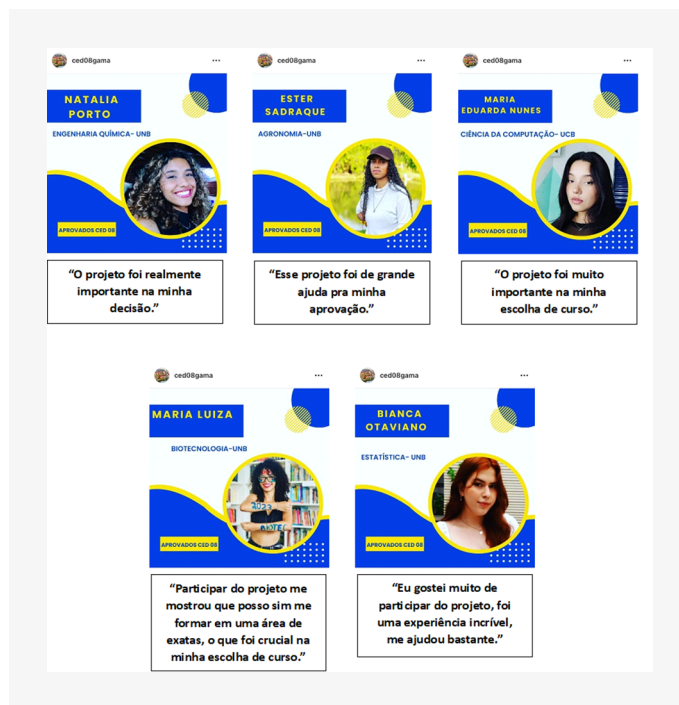 ced08gama
NATALIA
PORTO
ENGENHARIA QUÍMICA- UNB
APROVADOS CED 08
“O projeto foi realmente
importante na minha
decisão.”
ced08gama
ESTER
SADRAQUE
AGRONOMIA-UNB
APROVADOS CED 08
“Esse projeto foi de grande
ajuda pra minha
aprovação.”
ced08gama
MARIA
EDUARDA NUNES
CIÊNCIA DA COMPUTAÇÃO- UCB
APROVADOS CED 08
“O projeto foi muito
importante na minha
escolha de curso.”
ced08gama
MARIA LUIZA
BIOTECNOLOGIA-UNB
2023
APROVADOS CED 08
“Participar do projeto me
mostrou que posso sim me
formar em uma área de
exatas, o que foi crucial na
minha escolha de curso.”
ced08gama
BIANCA
OTAVIANO
ESTATÍSTICA- UNB
APROVADOS CED 08
“Eu gostei muito de
participar do projeto, foi
uma experiência incrível,
me ajudou bastante.”